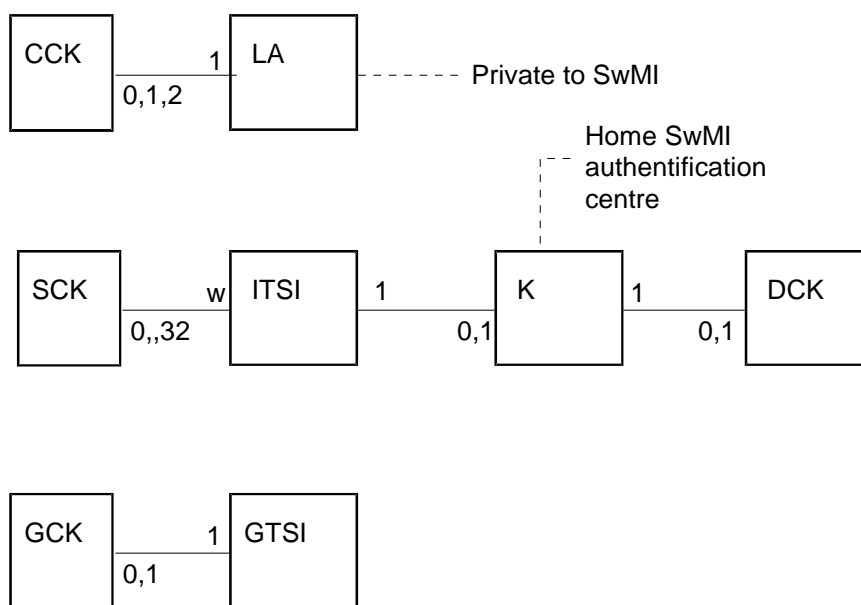 CCK
1
LA
0,1,2
Private to SwMI
Home SwMI
authentification
centre
SCK
w
ITSI
1
K
1
DCK
0,,32
0,1
0,1
GCK
1
GTSI
0,1